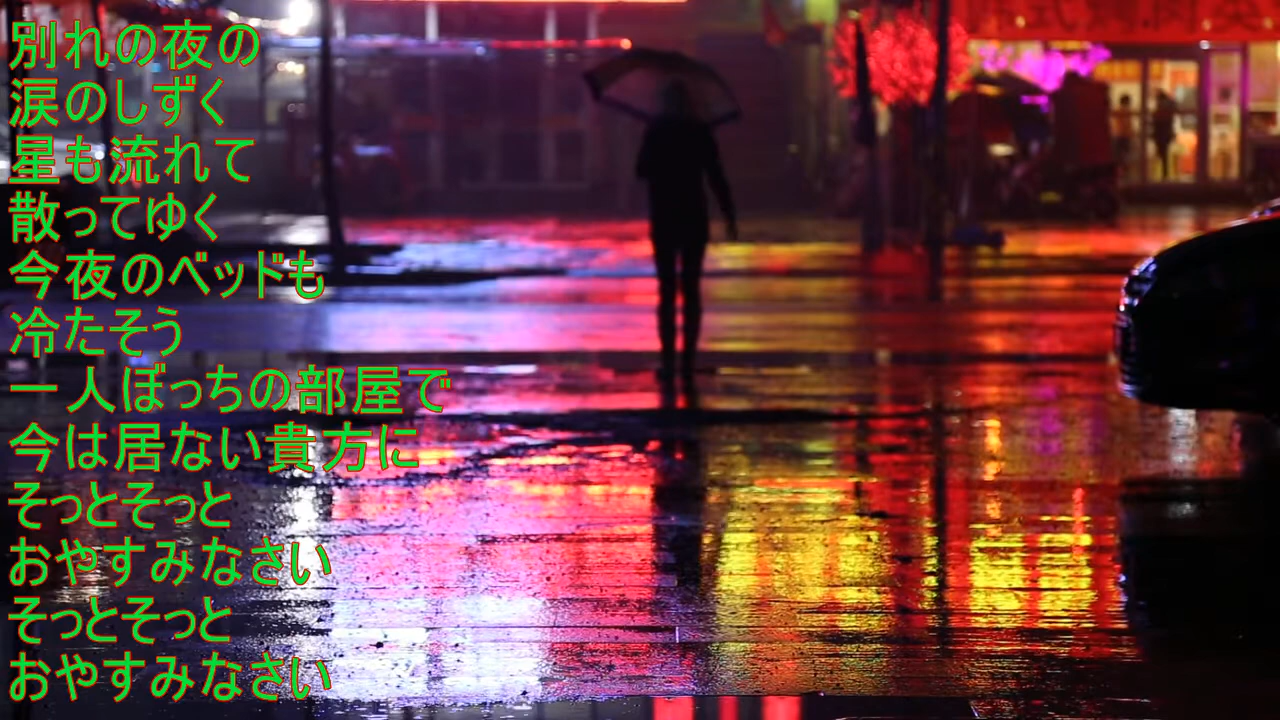 別れの夜の
涙のしずく
星も流れて
散ってゆく
今夜のベッドも
冷たそう
一人ぼっちの部屋で
今は居ない貴方に
そっとそっと
おやすみなさい
そっとそっと
おやすみなさい